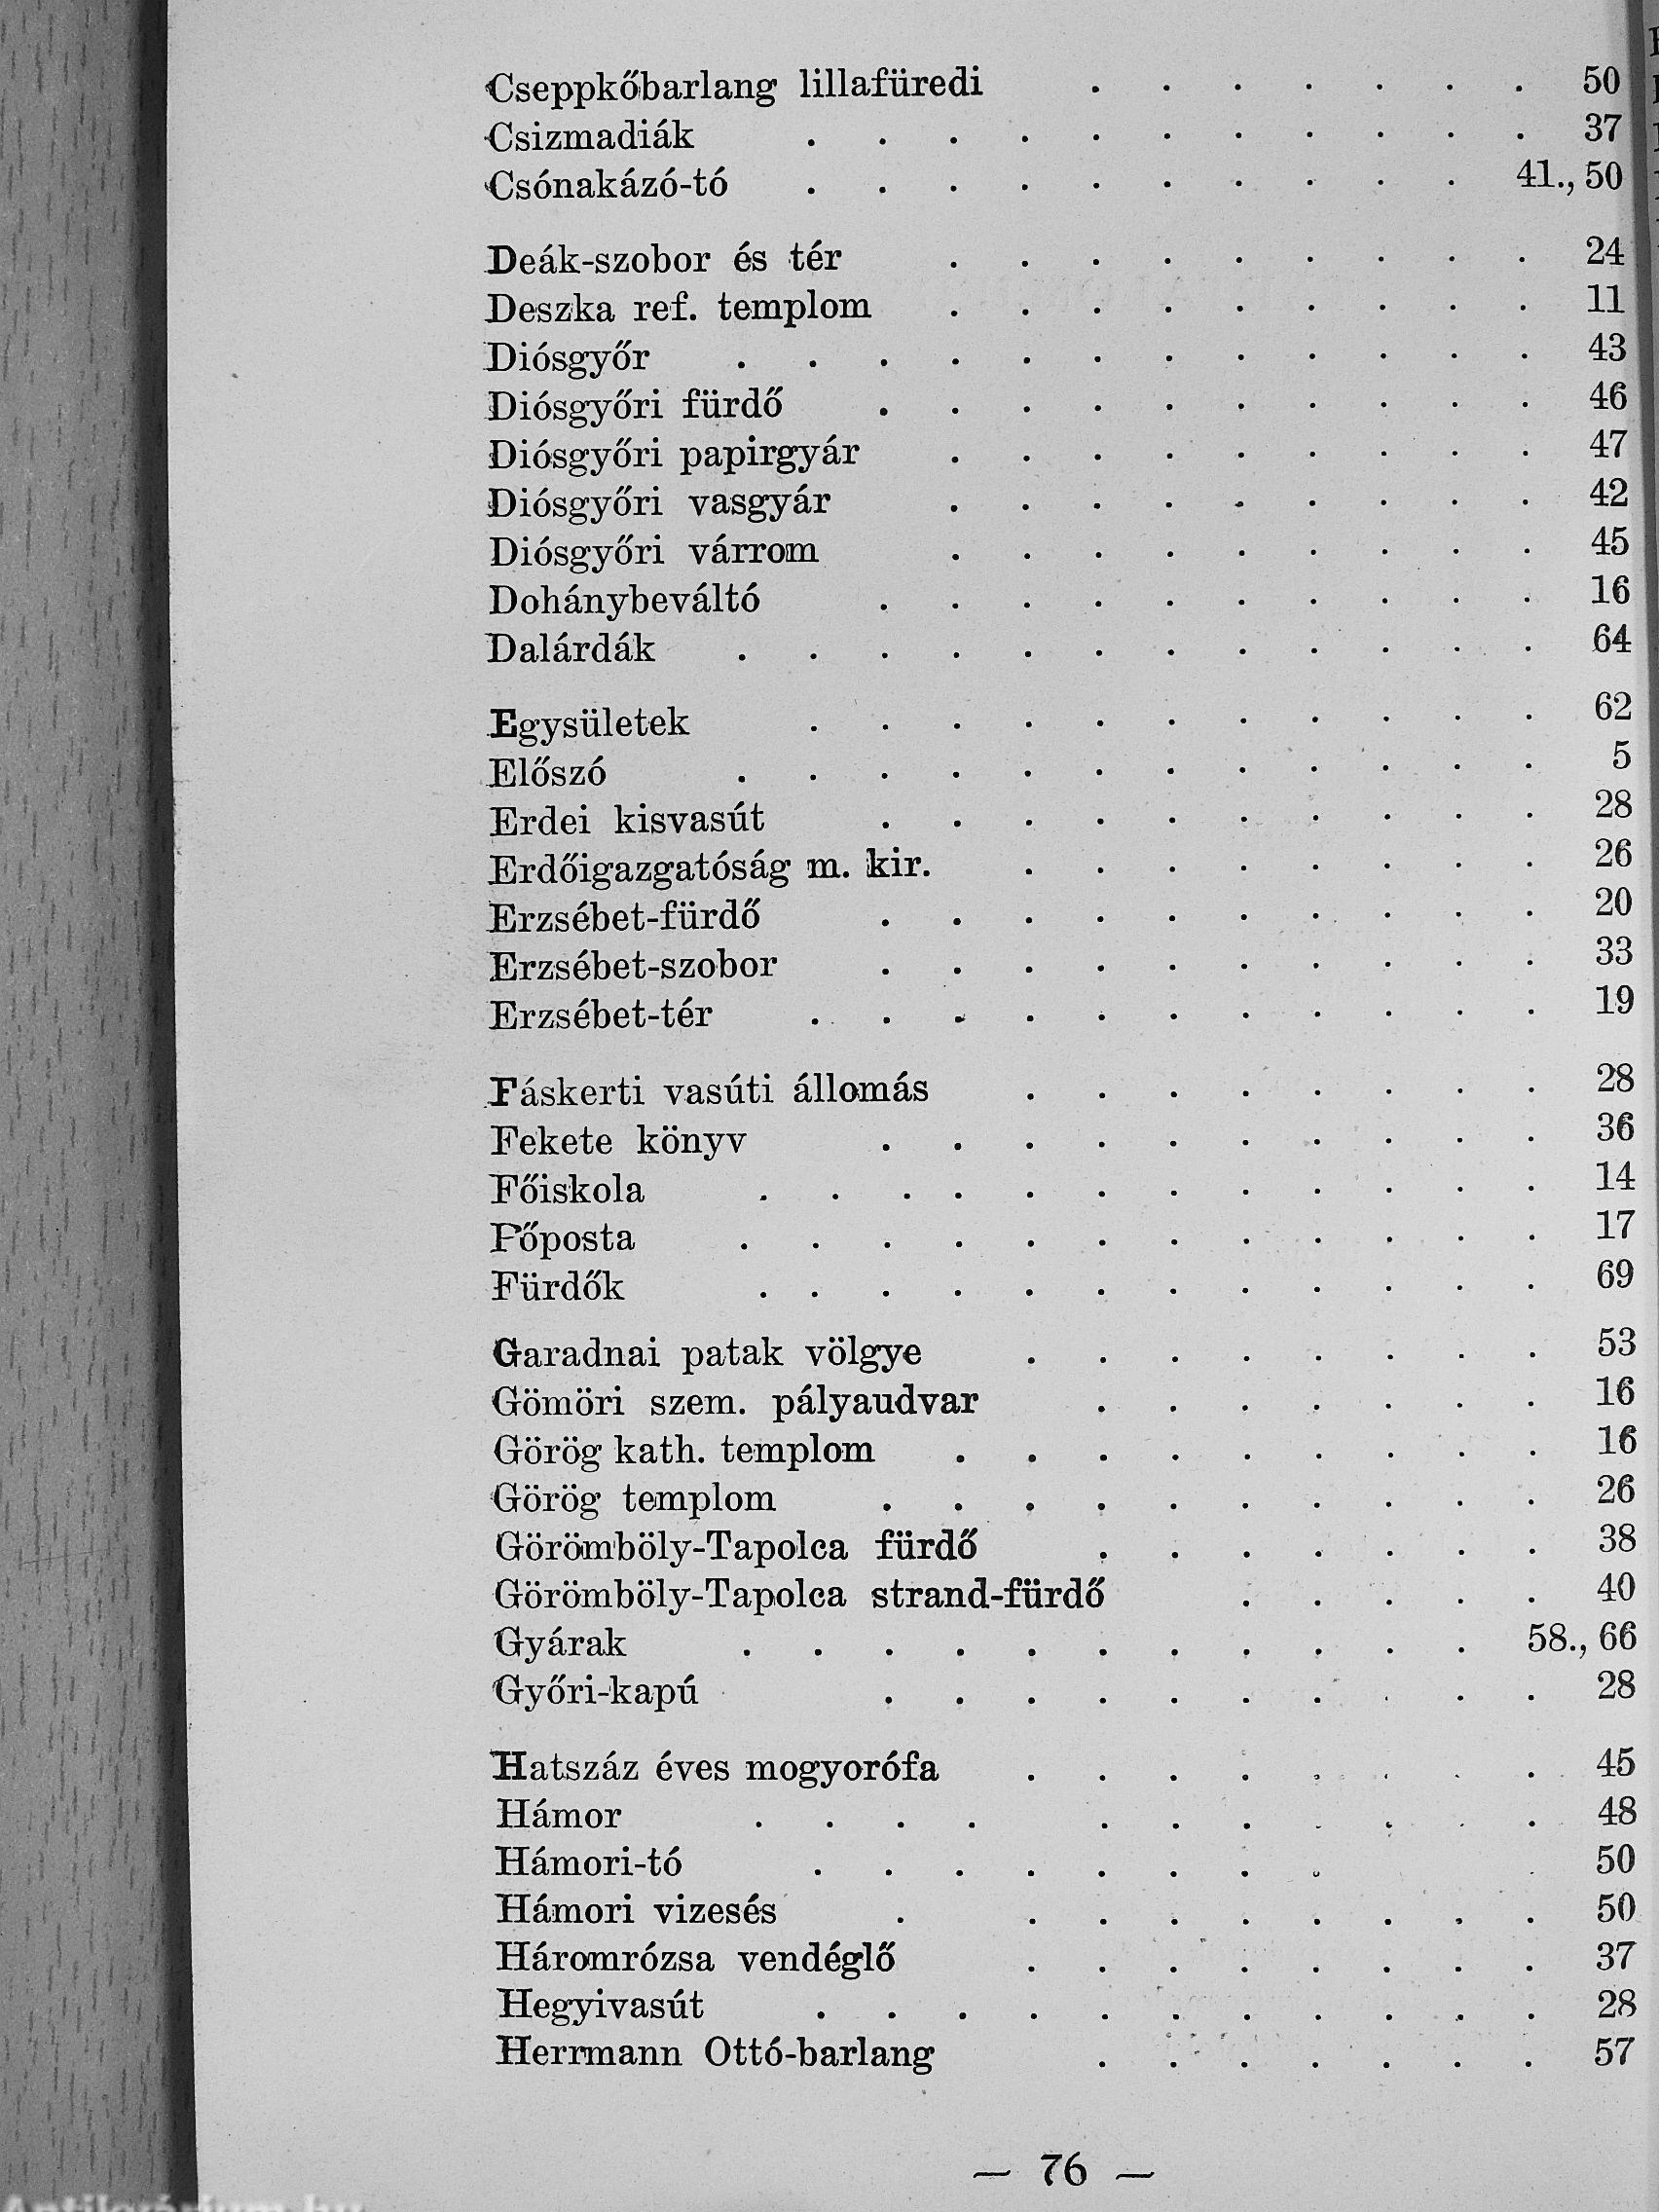 Cseppkőbarlang lillafüredi . . . . . . . 50
Csizmadiák . . . . . . . . . . . 37
Csónakázó-tó . . . . . . . . . . 41., 50
Deák-szobor és tér . . . . . . . . . 24
Deszka ref. templom . . . . . . . . . 11
Diósgyőr . . . . . . . . . . . . 43
Diósgyőri fürdő . . . . . . . . . . 46
Diósgyőri papirgyár . . . . . . . . . 47
Diósgyőri vasgyár . . . . . . . . . 42
Diósgyőri várrom . . . . . . . . . 45
Dohánybeváltó . . . . . . . . . . 16
Dalárdák . . . . . . . . . . . . 64
Egysületek . . . . . . . . . . . 62
Előszó . . . . . . . . . . . . 5
Erdei kisvasút . . . . . . . . . . 28
Erdőigazgatóság m. kir. . . . . . . . . 26
Erzsébet-fürdő . . . . . . . . . . 20
Erzsébet-szobor . . . . . . . . . . 33
Erzsébet-tér . . . . . . . . . . . 19
Fáskerti vasúti állomás . . . . . . . . 28
Fekete könyv . . . . . . . . . . 36
Főiskola . . . . . . . . . . . . 14
Főposta . . . . . . . . . . . . 17
Fürdők . . . . . . . . . . . . 69
Garadnai patak völgye . . . . . . . . 53
Gömöri szem. pályaudvar . . . . . . . 16
Görög kath. templom . . . . . . . . . 16
Görög templom . . . . . . . . . . 26
Görömböly-Tapolca fürdő . . . . . . . 38
Görömböly-Tapolca strand-fürdő . . . . . 40
Gyárak . . . . . . . . . . . 58., 66
Győri-kapú . . . . . . . . . . 28
Hatszáz éves mogyorófa . . . . . . . . 45
Hámor . . . . . . . . . . . 48
Hámori-tó . . . . . . . . . 50
Hámori vizesés . . . . . . . . . 50
Háromrózsa vendéglő . . . . . . . . 37
Hegyivasút . . . . . . . . . . . 28
Herrmann Ottó-barlang . . . . . . . 57
— 76 —